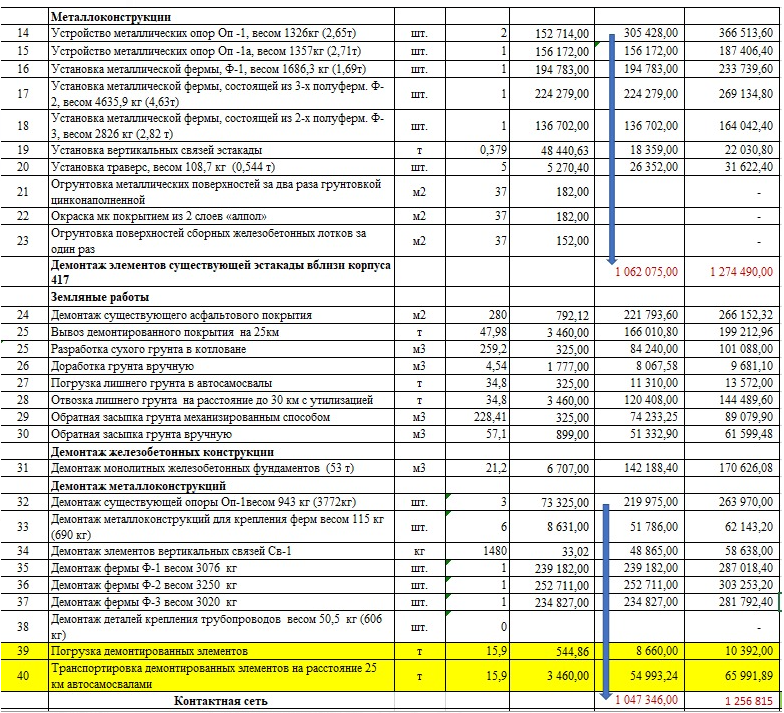 Металлоконструкции
14 Устройство металлических опор Оп -1, весом 1326кг (2,65т) шт. 2 152 714,00 305 428,00 366 513,60
15 Устройство металлических опор Оп -1а, весом 1357кг (2,71т) шт. 1 156 172,00 156 172,00 187 406,40
16 Установка металлической фермы, Ф-1, весом 1686,3 кг (1,69т) шт. 1 194 783,00 194 783,00 233 739,60
17 Установка металлической фермы, состоящей из 3-х полуферм. Ф-
2, весом 4635,9 кг (4,63т) шт. 1 224 279,00 224 279,00 269 134,80
18 Установка металлической фермы, состоящей из 2-х полуферм. Ф-
3, весом 2826 кг (2,82 т) шт. 1 136 702,00 136 702,00 164 042,40
19 Установка вертикальных связей эстакады т 0,379 48 440,63 18 359,00 22 030,80
20 Установка траверс, весом 108,7 кг (0,544 т) шт. 5 5 270,40 26 352,00 31 622,40
21 Огрунтовка металлических поверхностей за два раза грунтовкой
цинконаполненной м2 37 182,00 -
22 Окраска мк покрытием из 2 слоев «алпол» м2 37 182,00 -
23 Огрунтовка поверхностей сборных железобетонных лотков за
один раз м2 37 152,00 -
Демонтаж элементов существующей эстакады вблизи корпуса
417 1 062 075,00 1 274 490,00
Земляные работы
24 Демонтаж существующего асфальтового покрытия м2 280 792,12 221 793,60 266 152,32
25 Вывоз демонтированного покрытия на 25км т 47,98 3 460,00 166 010,80 199 212,96
25 Разработка сухого грунта в котловане м3 259,2 325,00 84 240,00 101 088,00
26 Доработка грунта вручную м3 4,54 1 777,00 8 067,58 9 681,10
27 Погрузка лишнего грунта в автосамосвалы т 34,8 325,00 11 310,00 13 572,00
28 Отвозка лишнего грунта на расстояние до 30 км с утилизацией т 34,8 3 460,00 120 408,00 144 489,60
29 Обратная засыпка грунта механизированным способом м3 228,41 325,00 74 233,25 89 079,90
30 Обратная засыпка грунта вручную м3 57,1 899,00 51 332,90 61 599,48
Демонтаж железобетонных конструкции
31 Демонтаж монолитных железобетонных фундаментов (53 т) м3 21,2 6 707,00 142 188,40 170 626,08
Демонтаж металлоконструкций
32 Демонтаж существующей опоры Оп-1весом 943 кг (3772кг) шт. 3 73 325,00 219 975,00 263 970,00
33 Демонтаж металлоконструкций для крепления ферм весом 115 кг
(690 кг) шт. 6 8 631,00 51 786,00 62 143,20
34 Демонтаж элементов вертикальных связей Св-1 кг 1480 33,02 48 865,00 58 638,00
35 Демонтаж фермы Ф-1 весом 3076 кг шт. 1 239 182,00 239 182,00 287 018,40
36 Демонтаж фермы Ф-2 весом 3250 кг шт. 1 252 711,00 252 711,00 303 253,20
37 Демонтаж фермы Ф-3 весом 3020 кг шт. 1 234 827,00 234 827,00 281 792,40
38 Демонтаж деталей крепления трубопроводов весом 50,5 кг (606
кг) шт. 0 -
39 Погрузка демонтированных элементов т 15,9 544,86 8 660,00 10 392,00
40 Транспортировка демонтированных элементов на расстояние 25
км автосамосвалами т 15,9 3 460,00 54 993,24 65 991,89
Контактная сеть 1 047 346,00 1 256 815